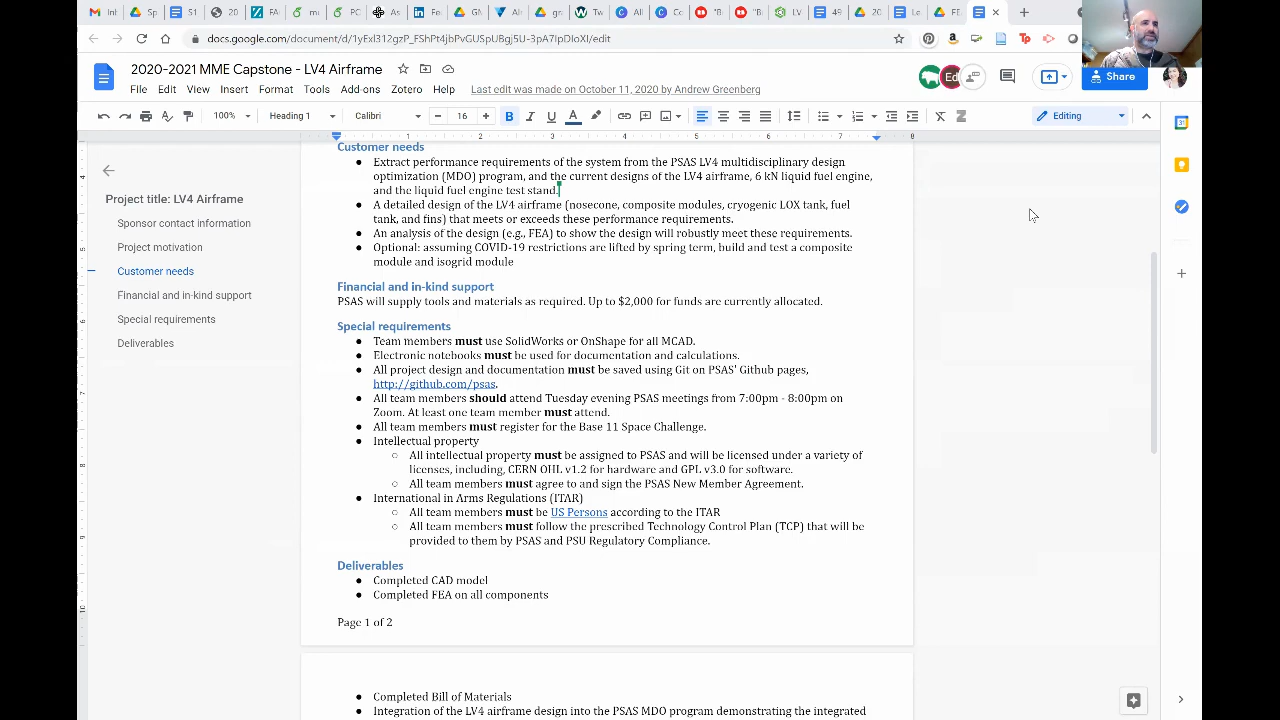 docs.google.com/document/d/1yExl312gzP_FShPbJbPvGUSpU8qj5U-3pA7IpDIoXI/edit
2020-2021 MME Capstone - LV4 Airframe
File Edit View Insert Format Tools Add-ons Zotero Help Last edit was made on October 11, 2020 by Andrew Greenberg
Share
100% Heading 1 Calibri 16 Editing
Project title: LV4 Airframe
Sponsor contact information
Project motivation
Customer needs
Financial and in-kind support
Special requirements
Deliverables
Customer needs
● Extract performance requirements of the system from the PSAS LV4 multidisciplinary design
optimization (MDO) program, and the current designs of the LV4 airframe, 6 kN liquid fuel engine,
and the liquid fuel engine test stand.
● A detailed design of the LV4 airframe (nosecone, composite modules, cryogenic LOX tank, fuel
tank, and fins) that meets or exceeds these performance requirements.
● An analysis of the design (e.g., FEA) to show the design will robustly meet these requirements.
● Optional: assuming COVID-19 restrictions are lifted by spring term, build and test a composite
module and isogrid module
Financial and in-kind support
PSAS will supply tools and materials as required. Up to $2,000 for funds are currently allocated.
Special requirements
● Team members must use SolidWorks or OnShape for all MCAD.
● Electronic notebooks must be used for documentation and calculations.
● All project design and documentation must be saved using Git on PSAS' Github pages,
http://github.com/psas.
● All team members should attend Tuesday evening PSAS meetings from 7:00pm - 8:00pm on
Zoom. At least one team member must attend.
● All team members must register for the Base 11 Space Challenge.
● Intellectual property
○ All intellectual property must be assigned to PSAS and will be licensed under a variety of
licenses, including, CERN OHL v1.2 for hardware and GPL v3.0 for software.
○ All team members must agree to and sign the PSAS New Member Agreement.
● International in Arms Regulations (ITAR)
○ All team members must be US Persons according to the ITAR
○ All team members must follow the prescribed Technology Control Plan (TCP) that will be
provided to them by PSAS and PSU Regulatory Compliance.
Deliverables
● Completed CAD model
● Completed FEA on all components
Page 1 of 2
● Completed Bill of Materials
● Integration of the LV4 airframe design into the PSAS MDO program demonstrating the integrated